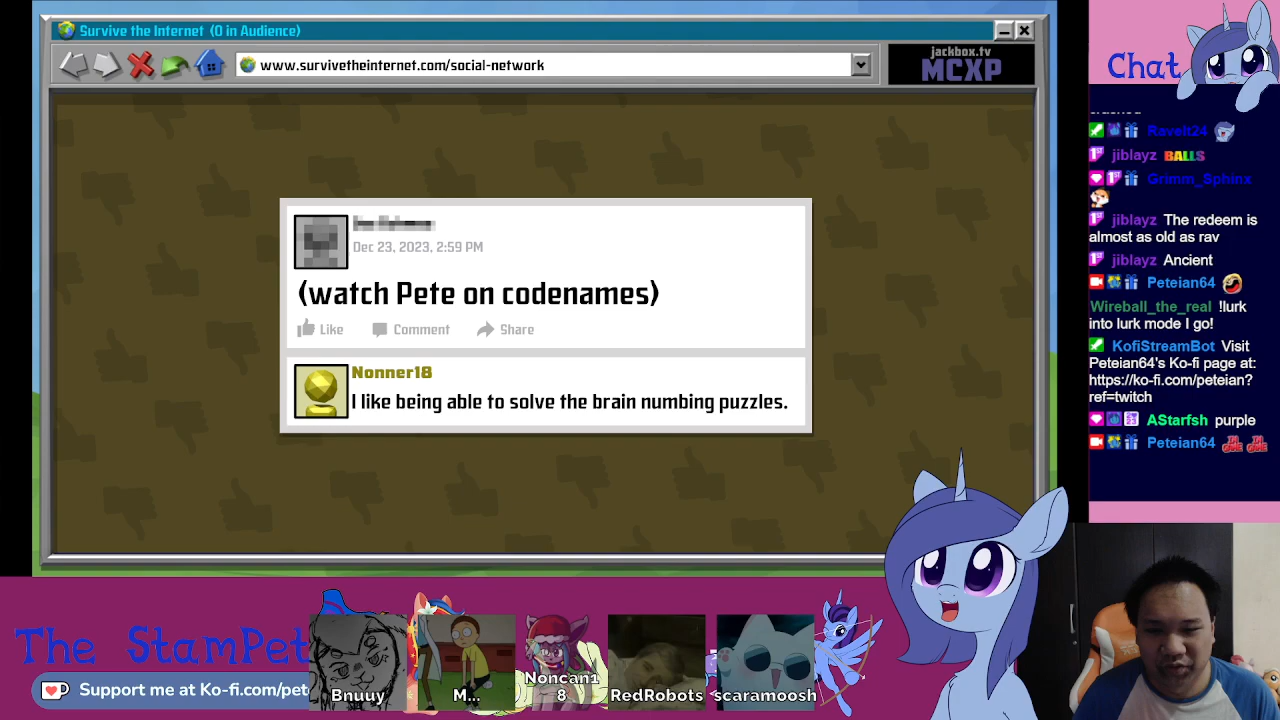 Survive the Internet (0 in Audience)
www.survivetheinternet.com/social-network
jackbox.tv
MCXP
Dec 23, 2023, 2:59 PM
(watch Pete on codenames)
Like
Comment
Share
Nonner18
I like being able to solve the brain numbing puzzles.
Chat
Ravelt24
jiblayz BALLS
Grimm_Sphinx
jiblayz The redeem is
almost as old as rav
jiblayz Ancient
Peteian64
Wireball_the_real !lurk
into lurk mode I go!
KofiStreamBot Visit
Peteian64's Ko-fi page at:
https://ko-fi.com/peteian?
ref=twitch
AStarfsh purple
Peteian64
The StamPet
Support me at Ko-fi.com/pet
Bnuuy
M...
Noncan1
8
RedRobots
scaramoosh